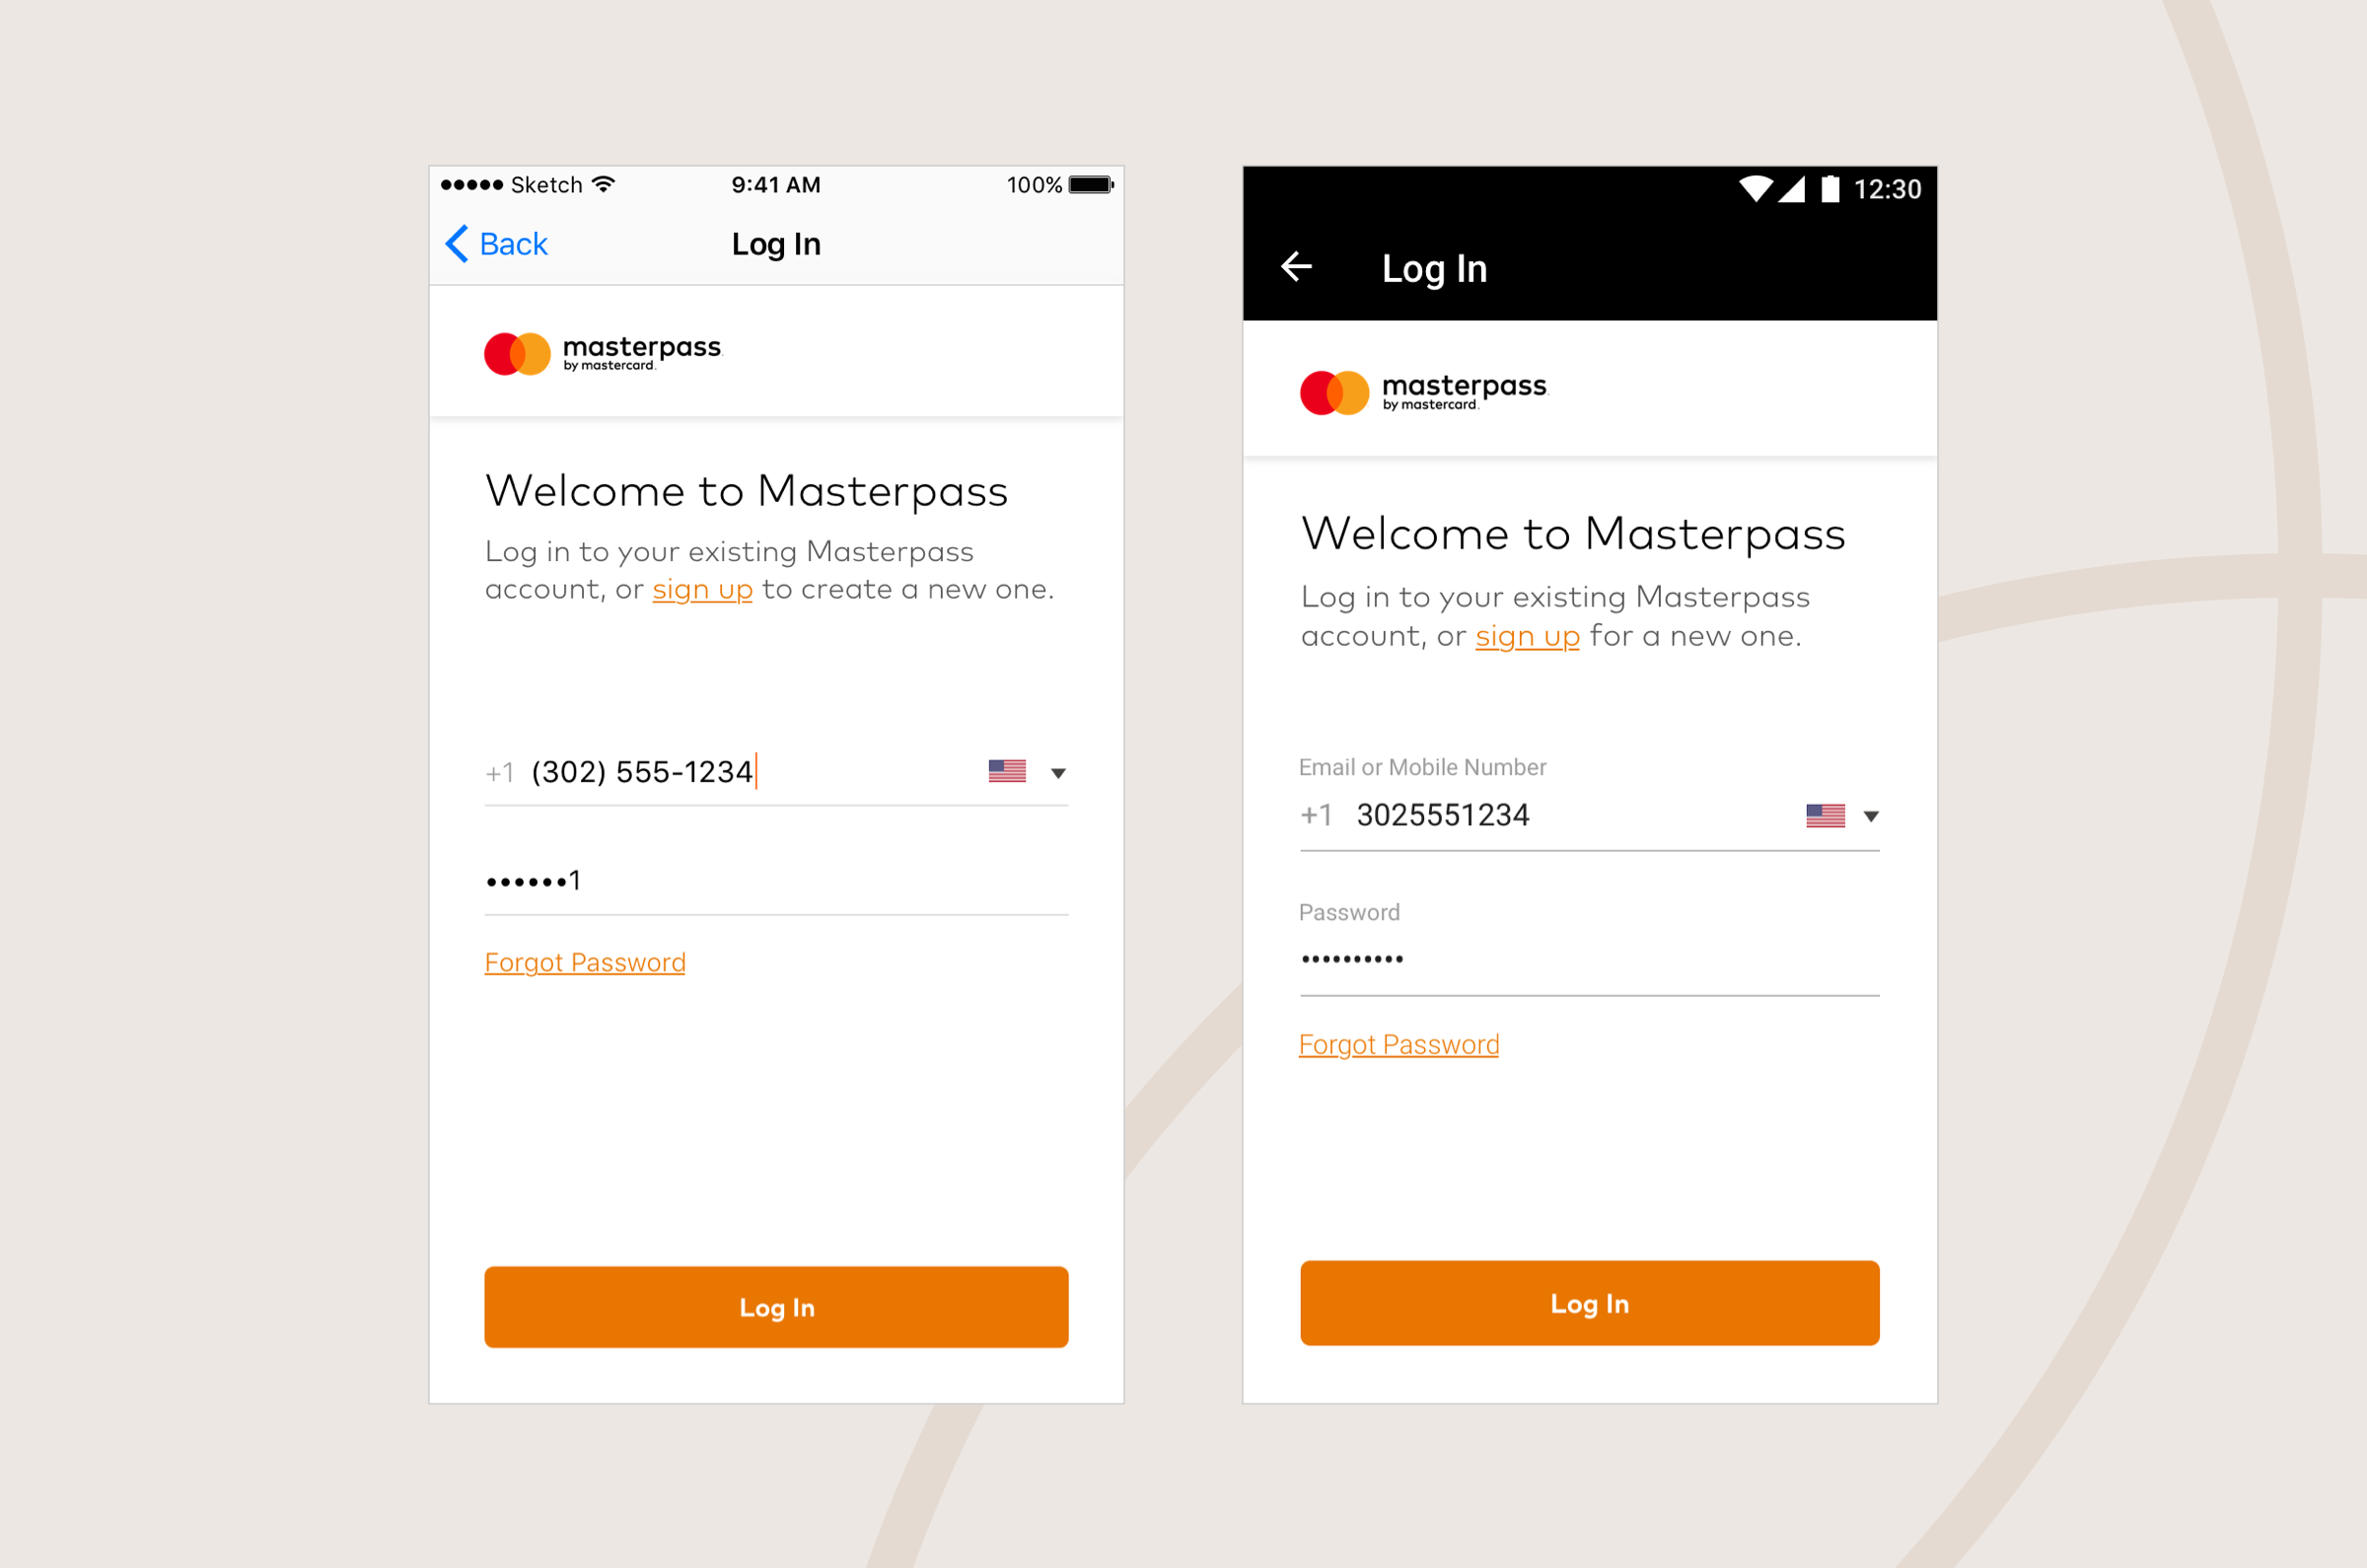 Sketch 9:41 AM 100%
Back Log In
masterpass
by mastercard.
Welcome to Masterpass
Log in to your existing Masterpass
account, or sign up to create a new one.
+1 (302) 555-1234
••••••1
Forgot Password
Log In
12:30
Log In
masterpass
by mastercard.
Welcome to Masterpass
Log in to your existing Masterpass
account, or sign up for a new one.
Email or Mobile Number
+1 3025551234
Password
••••••••••
Forgot Password
Log In